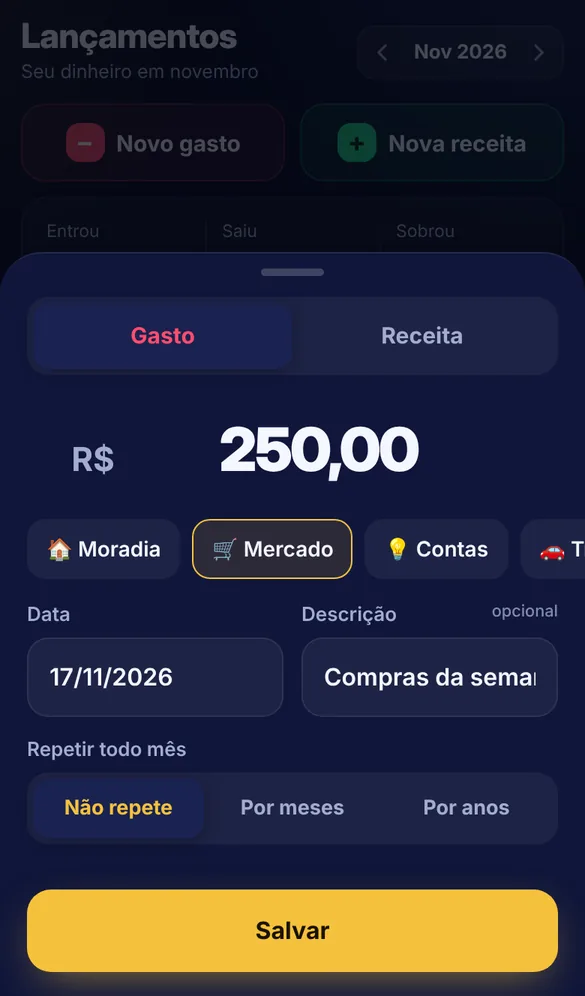 Lançamentos
Seu dinheiro em novembro
Nov 2026
Novo gasto
Nova receita
Entrou
Saiu
Sobrou
Gasto
Receita
R$ 250,00
Moradia
Mercado
Contas
T
Data
Descrição
opcional
17/11/2026
Compras da semar
Repetir todo mês
Não repete
Por meses
Por anos
Salvar